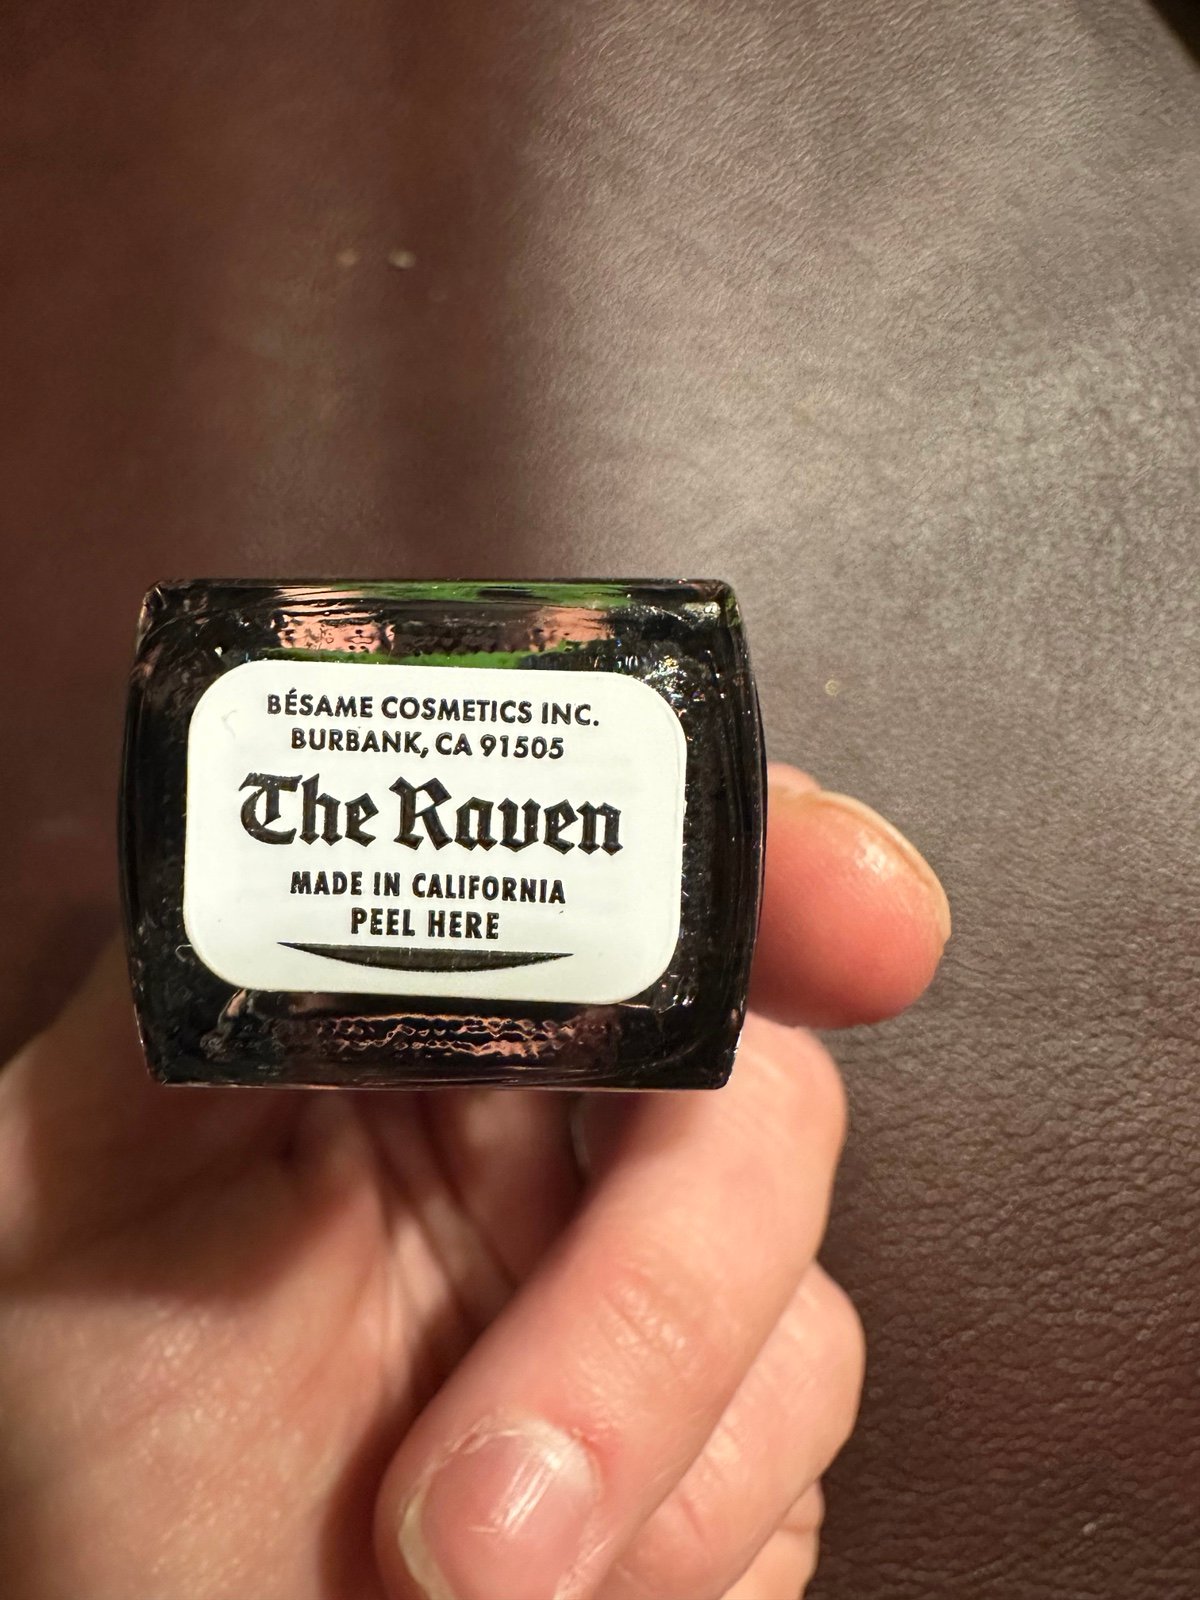 BÉSAME COSMETICS INC.
BURBANK, CA 91505
The Raven
MADE IN CALIFORNIA
PEEL HERE